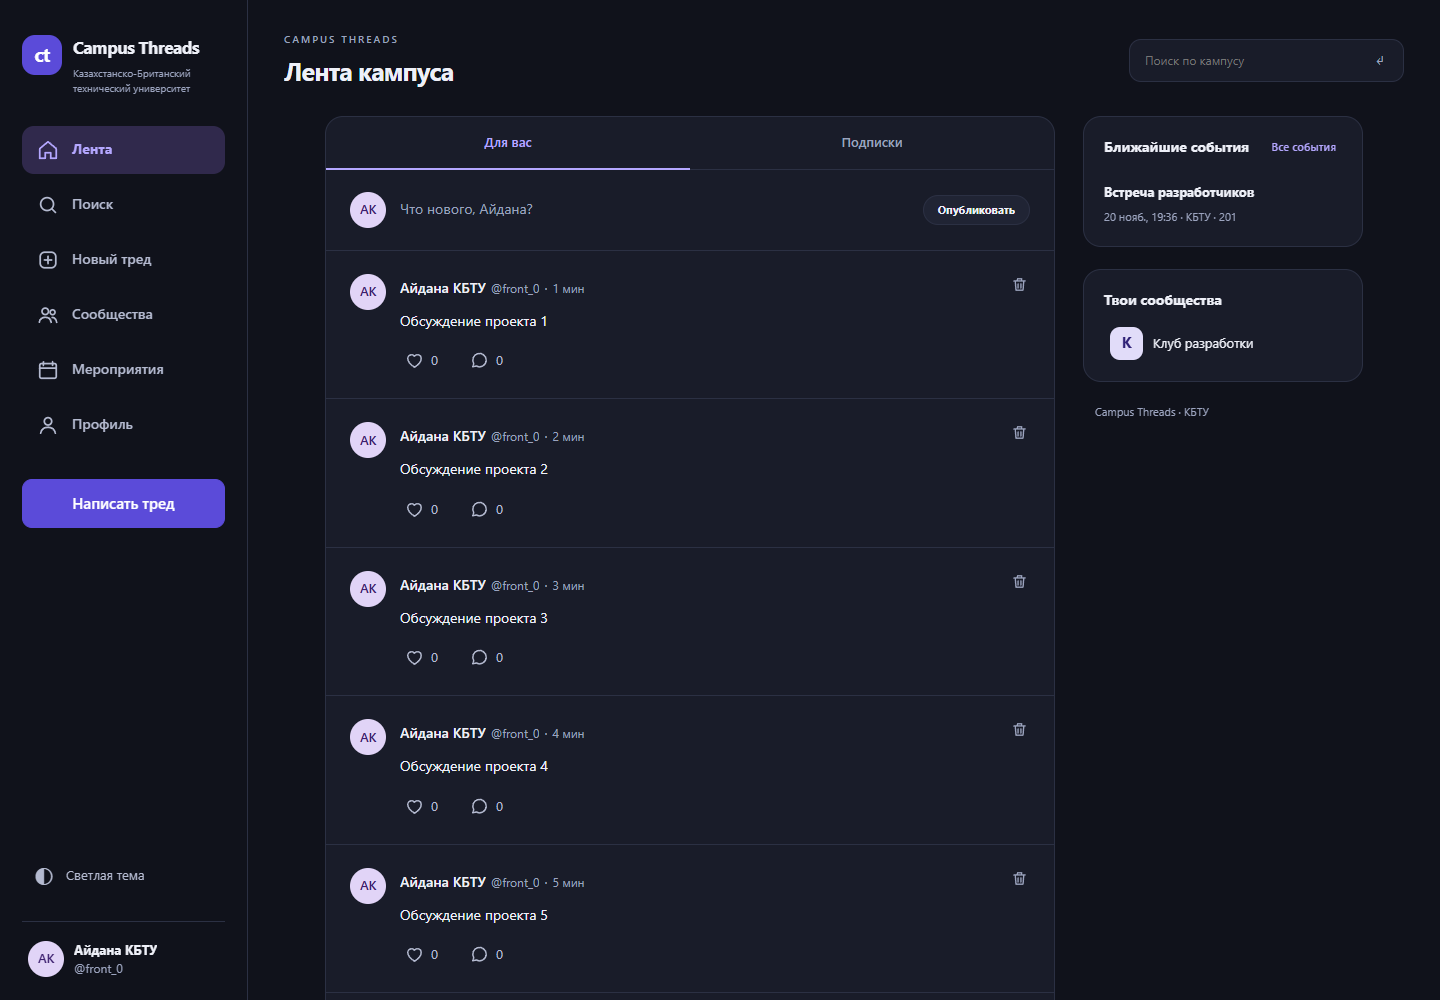 ct
Campus Threads
Казахстанско-Британский
технический университет
Лента
Поиск
Новый тред
Сообщества
Мероприятия
Профиль
Написать тред
Светлая тема
АК
Айдана КБТУ
@front_0
CAMPUS THREADS
Лента кампуса
Поиск по кампусу
Для вас
Подписки
АК
Что нового, Айдана?
Опубликовать
АК
Айдана КБТУ @front_0 · 1 мин
Обсуждение проекта 1
0 0
АК
Айдана КБТУ @front_0 · 2 мин
Обсуждение проекта 2
0 0
АК
Айдана КБТУ @front_0 · 3 мин
Обсуждение проекта 3
0 0
АК
Айдана КБТУ @front_0 · 4 мин
Обсуждение проекта 4
0 0
АК
Айдана КБТУ @front_0 · 5 мин
Обсуждение проекта 5
0 0
Ближайшие события Все события
Встреча разработчиков
20 нояб., 19:36 · КБТУ · 201
Твои сообщества
К
Клуб разработки
Campus Threads · КБТУ